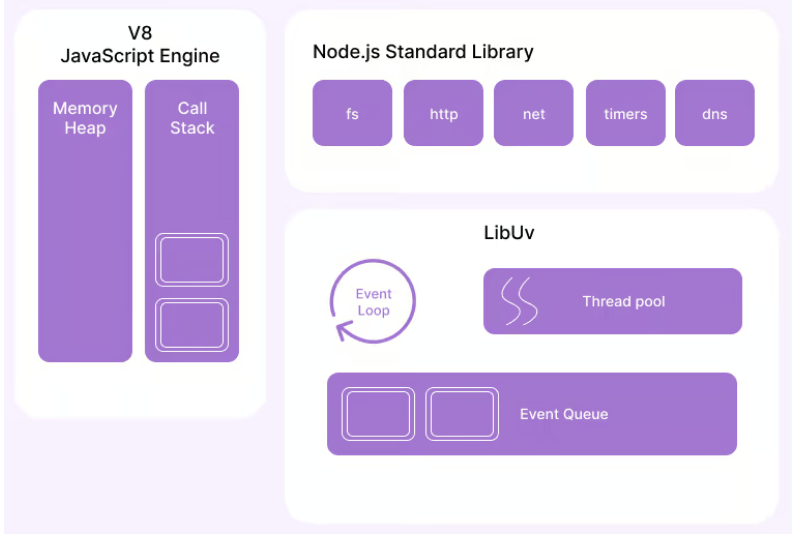 V8
JavaScript Engine
Memory
Heap
Call
Stack
Node.js Standard Library
fs
http
net
timers
dns
LibUv
Event
Loop
Thread pool
Event Queue